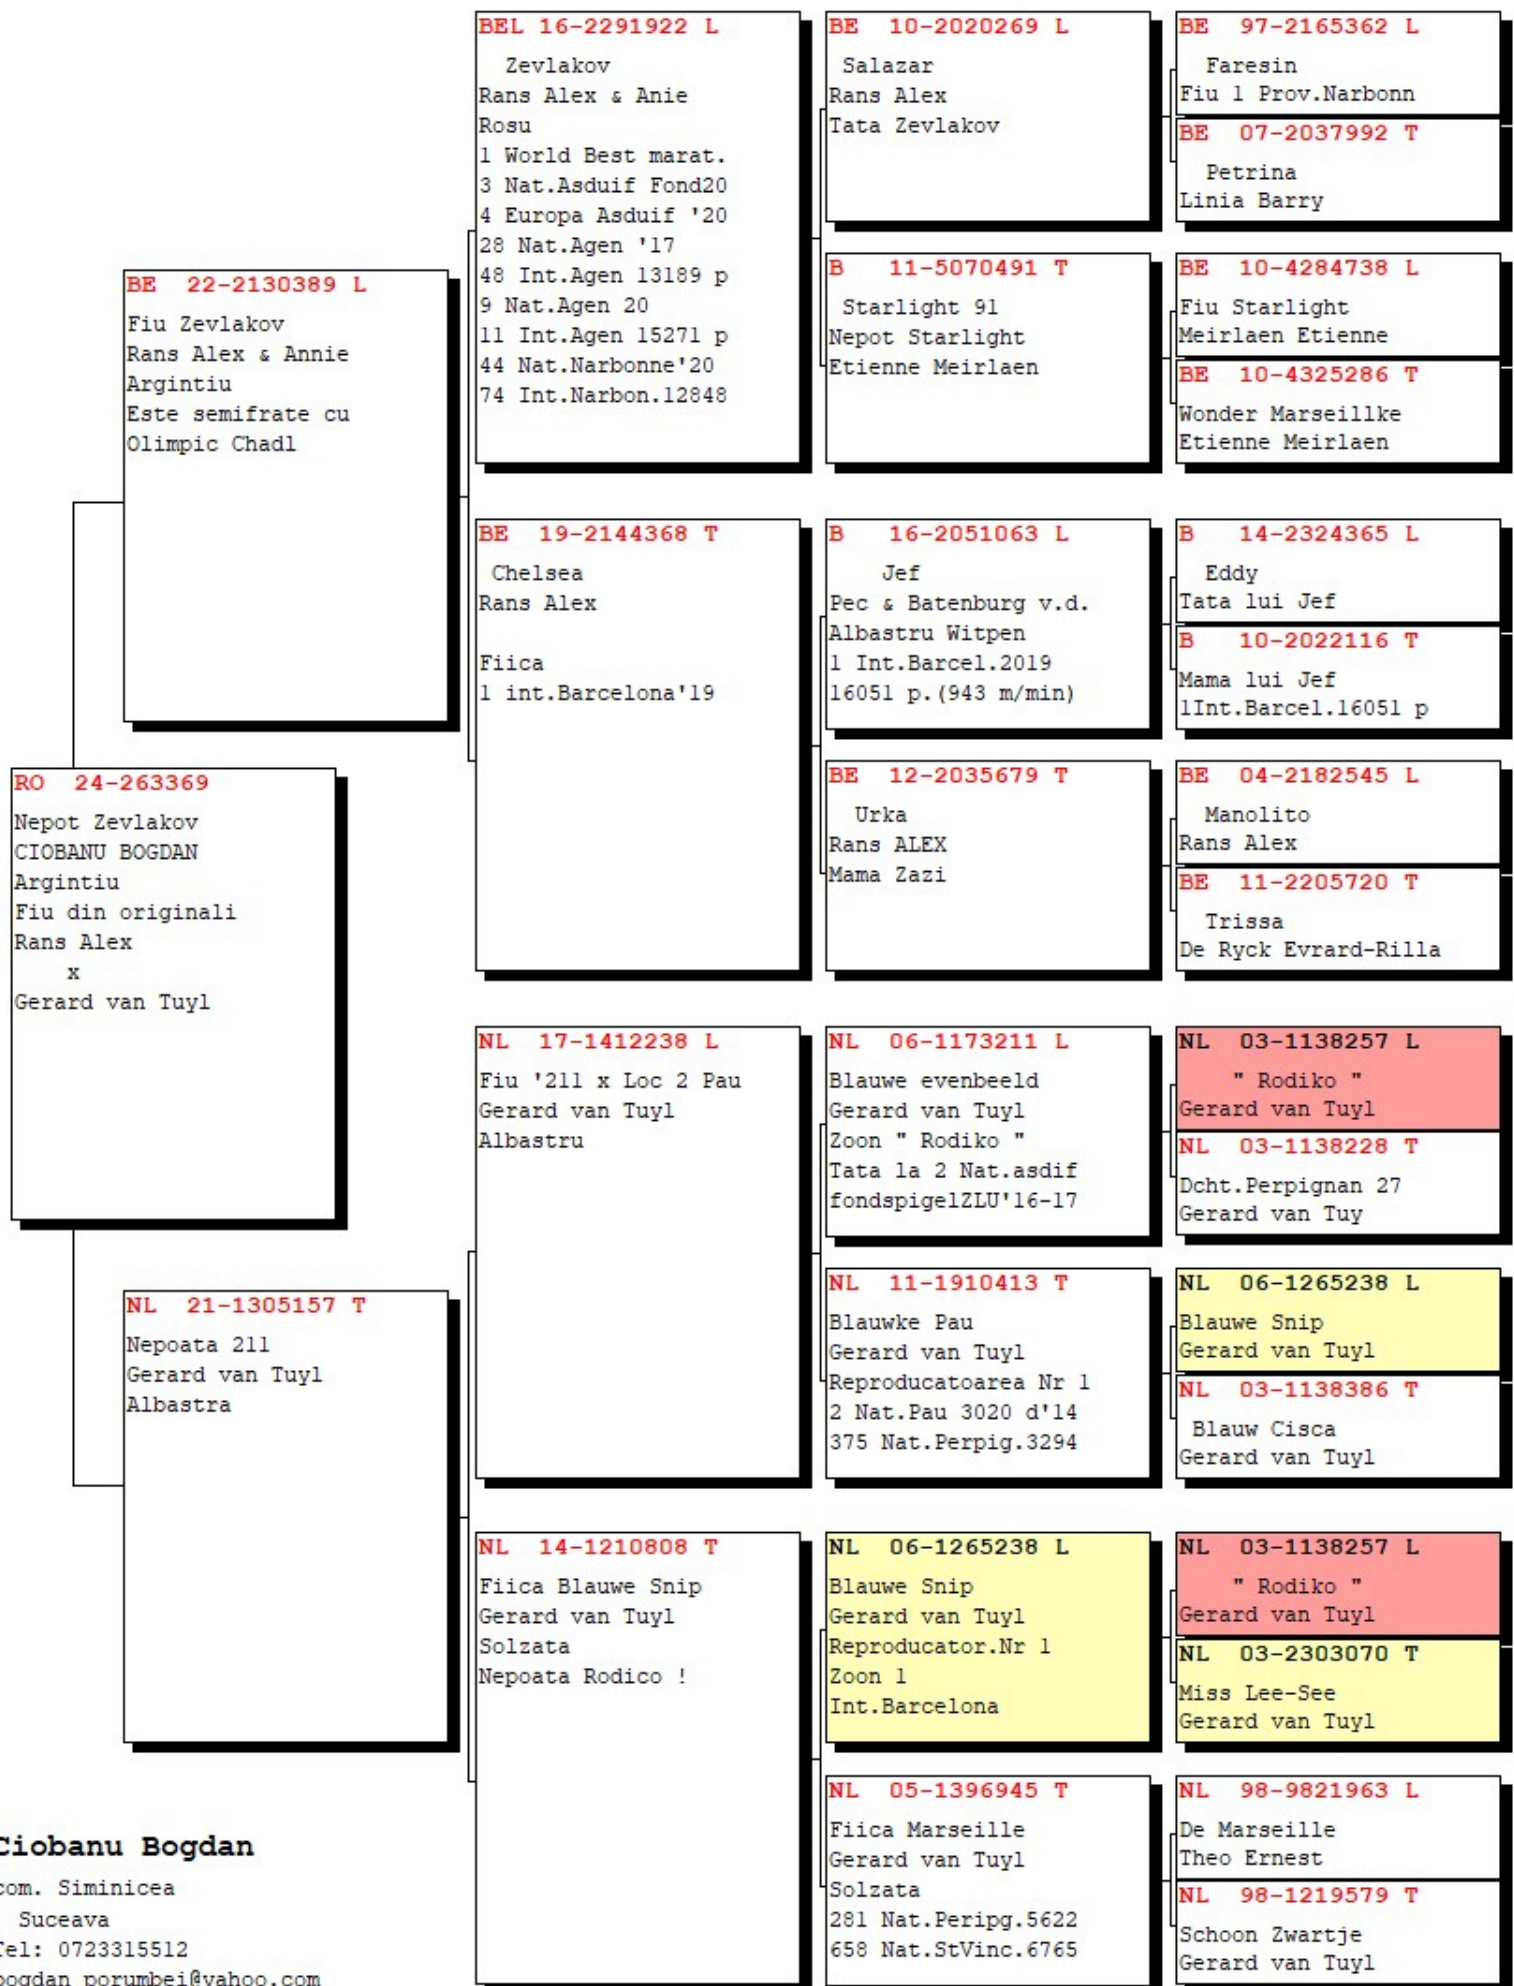 BEL 16-2291922 L
Zevlakov
Rans Alex & Anie
Rosu
1 World Best marat.
3 Nat.Asduif Fond20
4 Europa Asduif '20
28 Nat.Agen '17
48 Int.Agen 13189 p
9 Nat.Agen 20
11 Int.Agen 15271 p
44 Nat.Narbonne'20
74 Int.Narbon.12848
BE 10-2020269 L
Salazar
Rans Alex
Tata Zevlakov
BE 97-2165362 L
Faresin
Fiu 1 Prov.Narbonn
BE 07-2037992 T
Petrina
Linia Barry
B 11-5070491 T
Starlight 91
Nepot Starlight
Etienne Meirlaen
BE 10-4284738 L
Fiu Starlight
Meirlaen Etienne
BE 10-4325286 T
Wonder Marseillke
Etienne Meirlaen
BE 22-2130389 L
Fiu Zevlakov
Rans Alex & Annie
Argintiu
Este semifrate cu
Olimpic Chadl
BE 19-2144368 T
Chelsea
Rans Alex
Fiica
1 int.Barcelona'19
B 16-2051063 L
Jef
Pec & Batenburg v.d.
Albastru Witpen
1 Int.Barcel.2019
16051 p.(943 m/min)
B 14-2324365 L
Eddy
Tata lui Jef
B 10-2022116 T
Mama lui Jef
1Int.Barcel.16051 p
BE 12-2035679 T
Urka
Rans ALEX
Mama Zazi
BE 04-2182545 L
Manolito
Rans Alex
BE 11-2205720 T
Trissa
De Ryck Evrard-Rilla
RO 24-263369
Nepot Zevlakov
CIOBANU BOGDAN
Argintiu
Fiu din originali
Rans Alex
x
Gerard van Tuyl
NL 17-1412238 L
Fiu '211 x Loc 2 Pau
Gerard van Tuyl
Albastru
NL 06-1173211 L
Blauwe evenbeeld
Gerard van Tuyl
Zoon " Rodiko "
Tata la 2 Nat.asdif
fondspigelZLU'16-17
NL 03-1138257 L
" Rodiko "
Gerard van Tuyl
NL 03-1138228 T
Dcht.Perpignan 27
Gerard van Tuy
NL 11-1910413 T
Blauwke Pau
Gerard van Tuyl
Reproducatoarea Nr 1
2 Nat.Pau 3020 d'14
375 Nat.Perpig.3294
NL 06-1265238 L
Blauwe Snip
Gerard van Tuyl
NL 03-1138386 T
Blauw Cisca
Gerard van Tuyl
NL 21-1305157 T
Nepoata 211
Gerard van Tuyl
Albastra
NL 14-1210808 T
Fiica Blauwe Snip
Gerard van Tuyl
Solzata
Nepoata Rodico !
NL 06-1265238 L
Blauwe Snip
Gerard van Tuyl
Reproducator.Nr 1
Zoon 1
Int.Barcelona
NL 03-1138257 L
" Rodiko "
Gerard van Tuyl
NL 03-2303070 T
Miss Lee-See
Gerard van Tuyl
NL 05-1396945 T
Fiica Marseille
Gerard van Tuyl
Solzata
281 Nat.Peripg.5622
658 Nat.StVinc.6765
NL 98-9821963 L
De Marseille
Theo Ernest
NL 98-1219579 T
Schoon Zwartje
Gerard van Tuyl
Ciobanu Bogdan
com. Siminicea
Suceava
Tel: 0723315512
bogdan_porumbei@yahoo.com